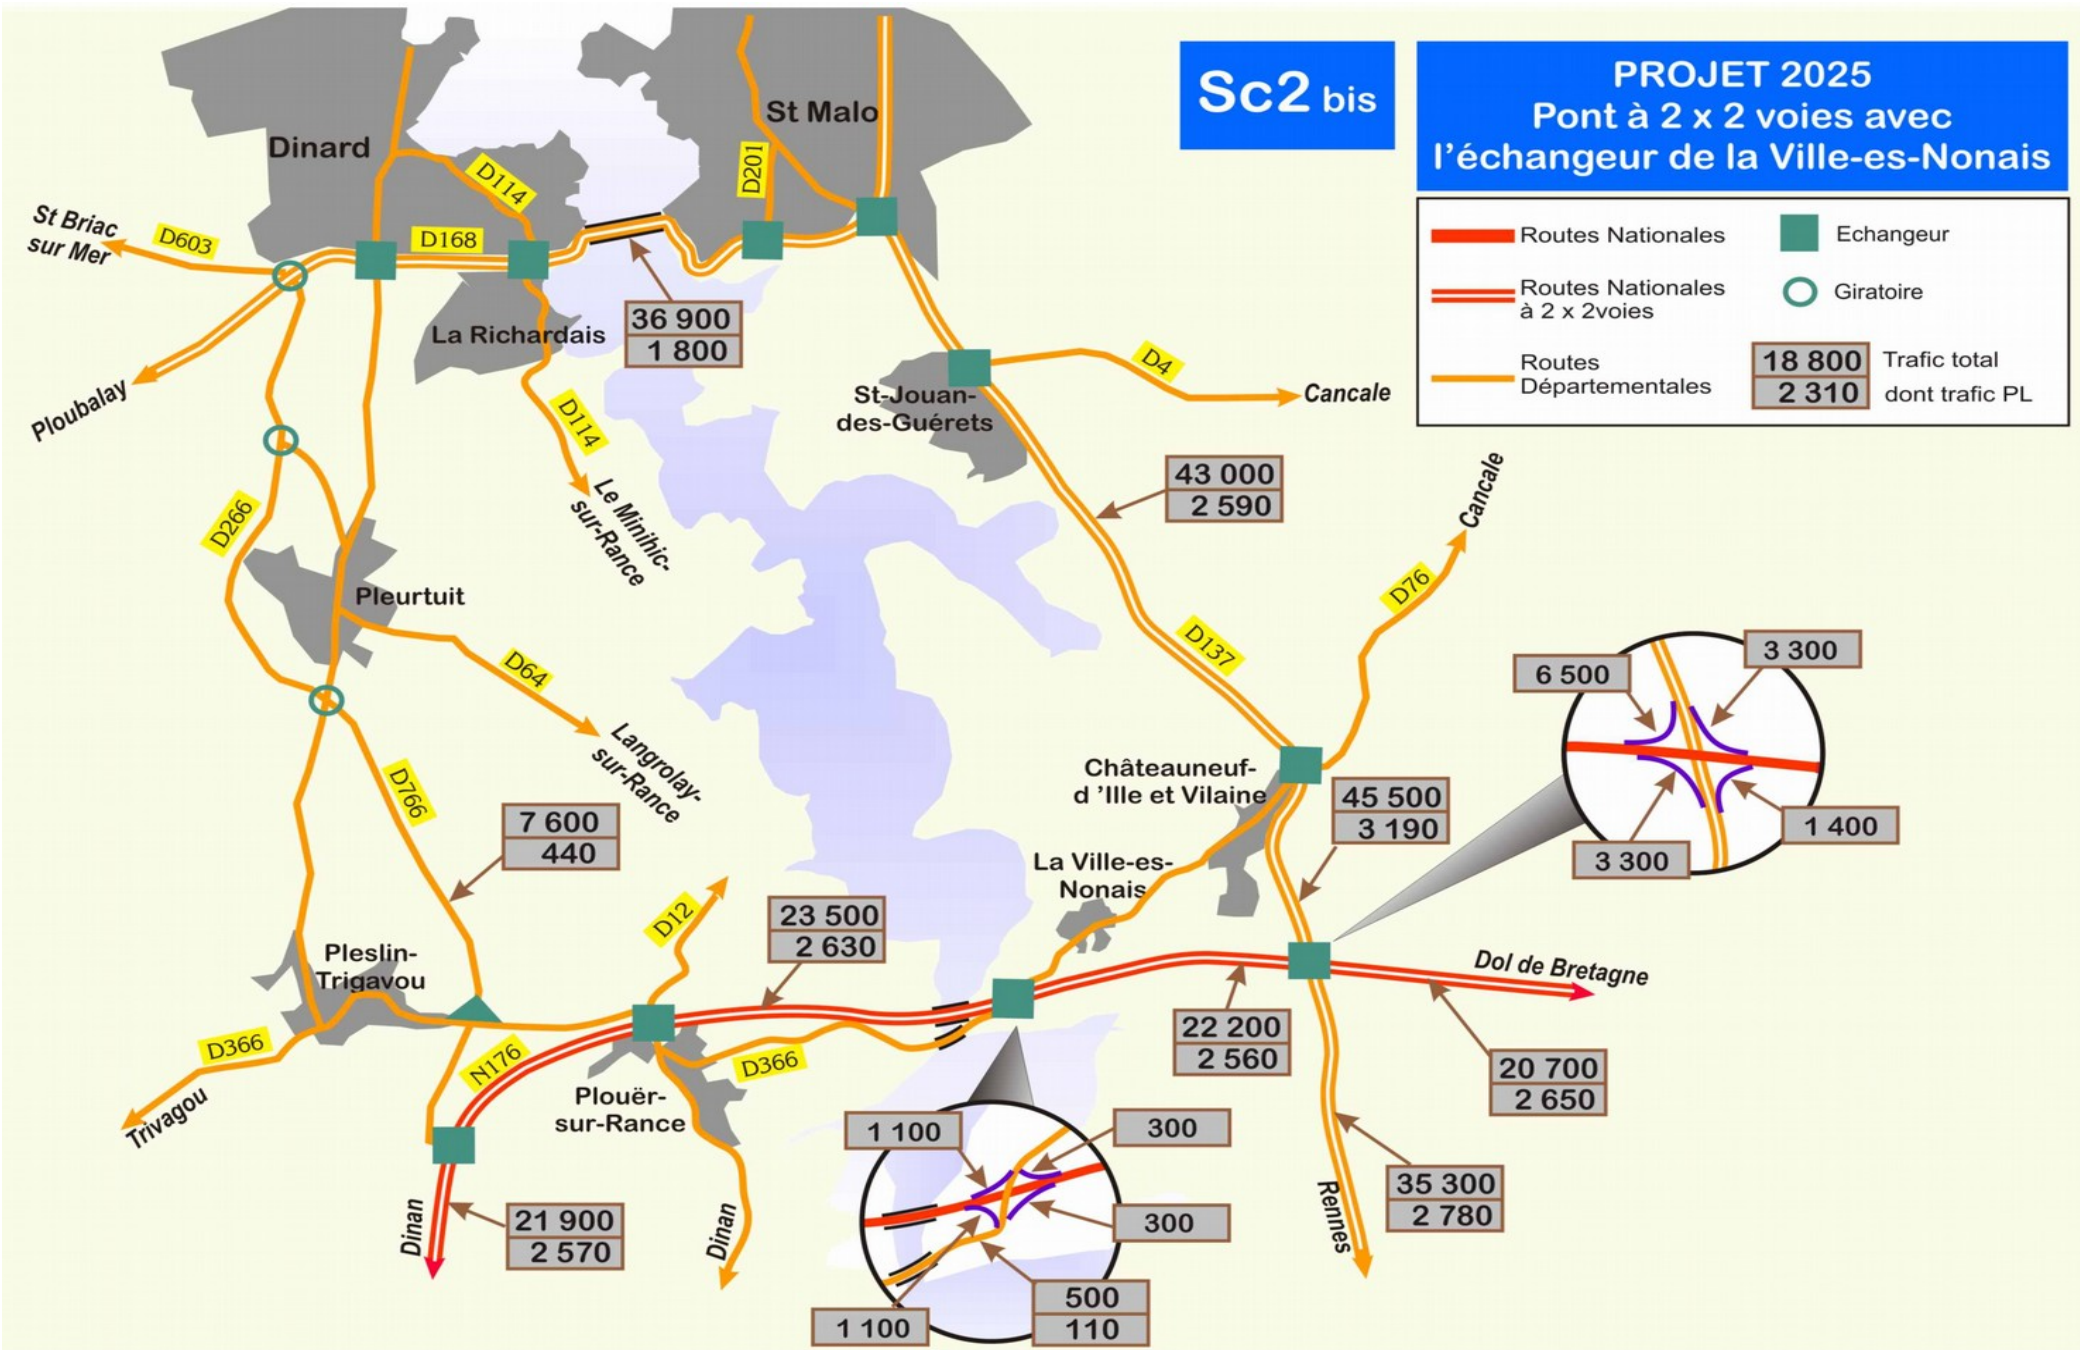 Sc2 bis
PROJET 2025
Pont à 2 x 2 voies avec
l'échangeur de la Ville-es-Nonais
Routes Nationales
Echangeur
Routes Nationales
à 2 x 2voies
Giratoire
Routes
Départementales
18 800
2 310
Trafic total
dont trafic PL
Dinard
St Malo
D114
D201
St Briac
sur Mer
D603
D168
Ploubalay
La Richardais
36 900
1 800
D114
Le Minihic-
sur-Rance
St-Jouan-
des-Guérets
D4
Cancale
43 000
2 590
Cancale
D76
D266
Pleurtuit
D64
Langrolay-
sur-Rance
D137
D766
7 600
440
Châteauneuf-
d 'Ille et Vilaine
45 500
3 190
6 500
3 300
3 300
1 400
La Ville-es-
Nonais
D12
23 500
2 630
Pleslin-
Trigavou
Dol de Bretagne
D366
N176
D366
22 200
2 560
20 700
2 650
Trivagou
Plouër-
sur-Rance
1 100
300
300
1 100
500
110
35 300
2 780
Rennes
Dinan
21 900
2 570
Dinan